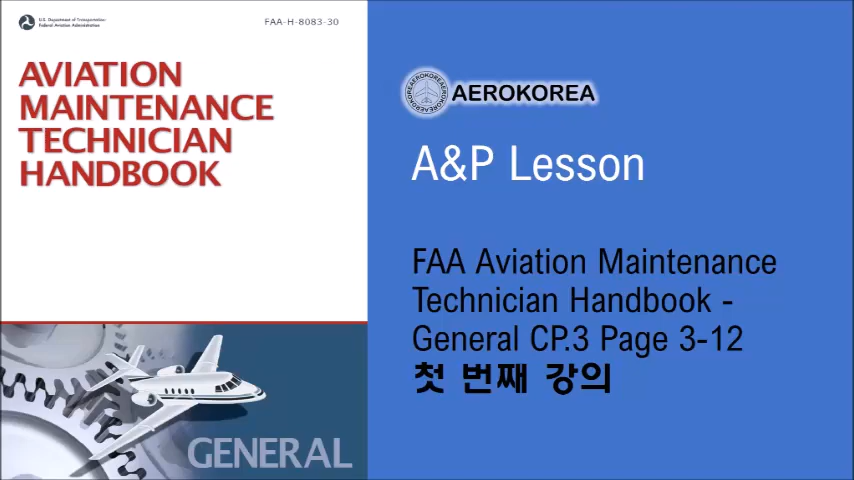 U.S. Department of Transportation
Federal Aviation Administration
FAA-H-8083-30
AVIATION
MAINTENANCE
TECHNICIAN
HANDBOOK
GENERAL
AEROKOREA
A&P Lesson
FAA Aviation Maintenance
Technician Handbook -
General CP.3 Page 3-12
첫 번째 강의